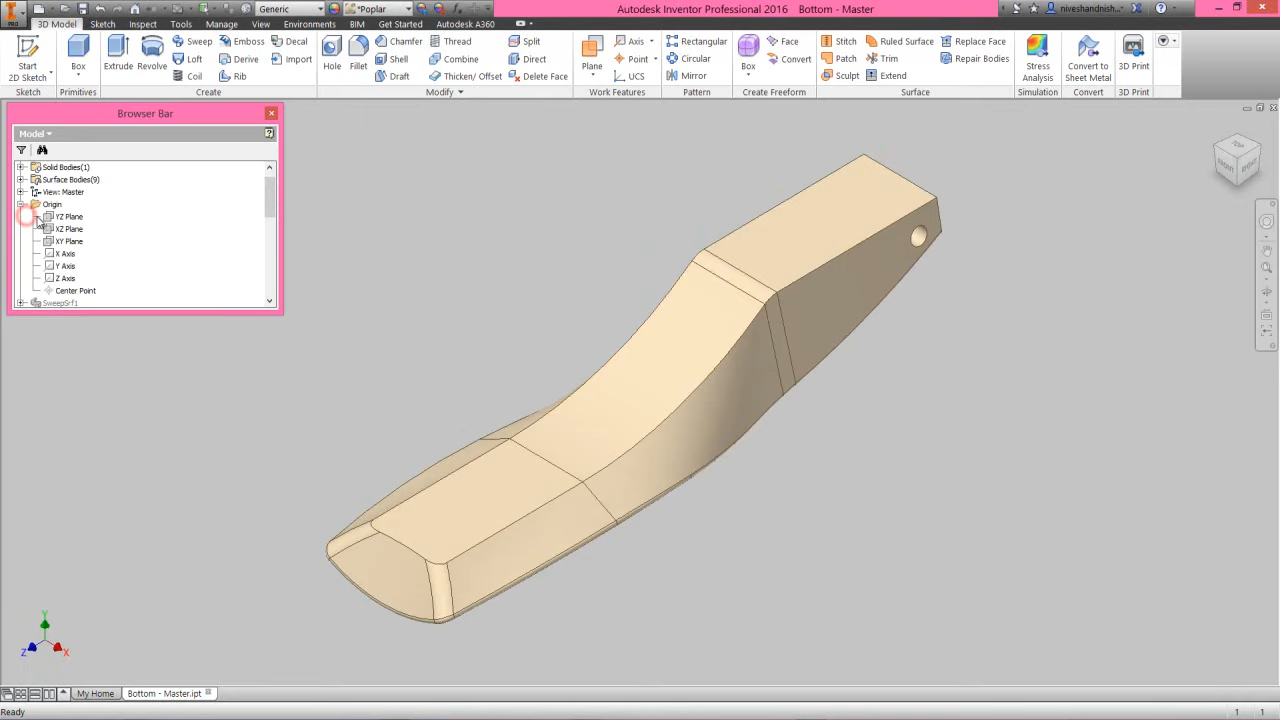 Generic
*Poplar
Autodesk Inventor Professional 2016 Bottom - Master
niveshandnish...
PRO
3D Model
Sketch
Inspect
Tools
Manage
View
Environments
BIM
Get Started
Autodesk A360
Start
2D Sketch
Box
Extrude
Revolve
Sweep
Emboss
Decal
Loft
Derive
Import
Coil
Rib
Hole
Fillet
Chamfer
Thread
Split
Shell
Combine
Direct
Draft
Thicken/ Offset
Delete Face
Plane
Axis
Point
UCS
Rectangular
Circular
Mirror
Box
Face
Convert
Stitch
Ruled Surface
Replace Face
Patch
Trim
Repair Bodies
Sculpt
Extend
Stress
Analysis
Convert to
Sheet Metal
3D Print
Sketch
Primitives
Create
Modify
Work Features
Pattern
Create Freeform
Surface
Simulation
Convert
3D Print
Browser Bar
Model
Solid Bodies(1)
Surface Bodies(9)
View: Master
Origin
YZ Plane
XZ Plane
XY Plane
X Axis
Y Axis
Z Axis
Center Point
SweepSrf1
TOP
FRONT
RIGHT
Y
Z
X
My Home
Bottom - Master.ipt
Ready
1
1